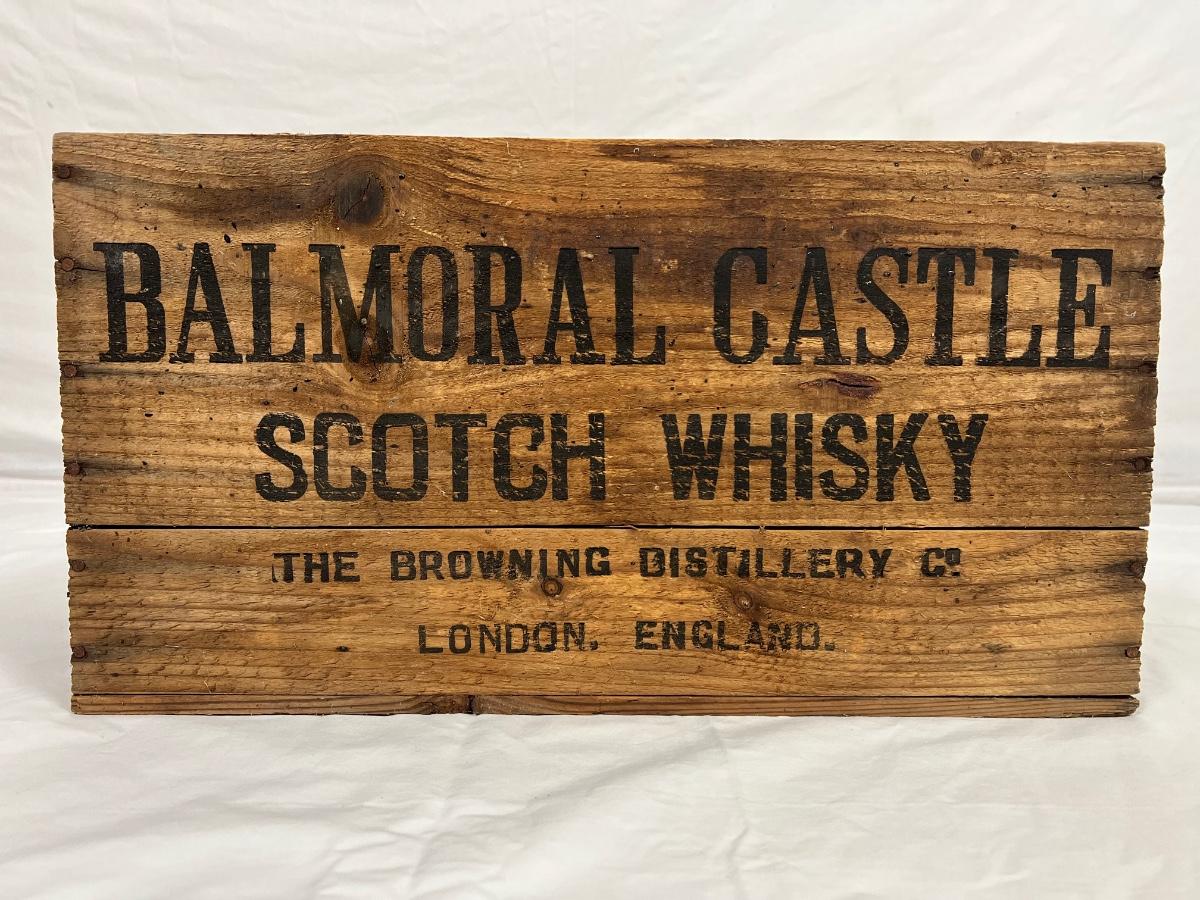 BALMORAL CASTLE
SCOTCH WHISKY
THE BROWNING DISTILLERY Cº
LONDON. ENGLAND.